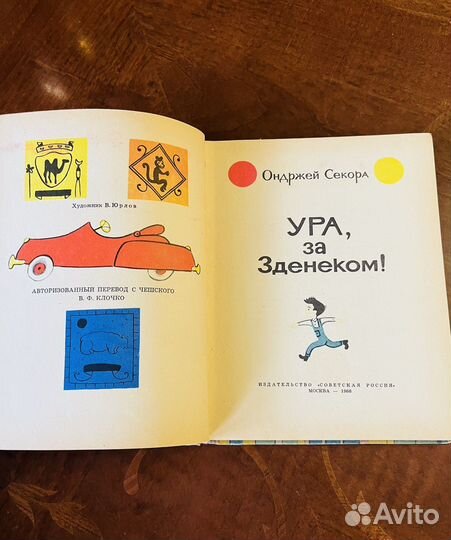 Художник В. Юрлов
АВТОРИЗОВАННЫЙ ПЕРЕВОД С ЧЕШСКОГО
В. Ф. КЛОЧКО
Ондржей Секора
УРА,
за
Зденеком!
ИЗДАТЕЛЬСТВО «СОВЕТСКАЯ РОССИЯ»
МОСКВА — 1966
Avito